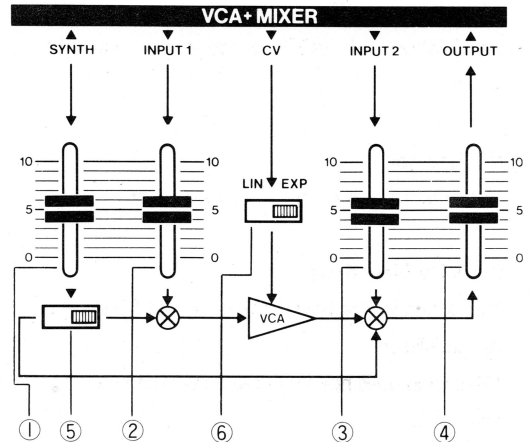 VCA+MIXER
SYNTH INPUT 1 CV INPUT 2 OUTPUT
10 10 10 10
LIN EXP
5 5 5 5
0 0 0 0
VCA
① ⑤ ② ⑥ ③ ④